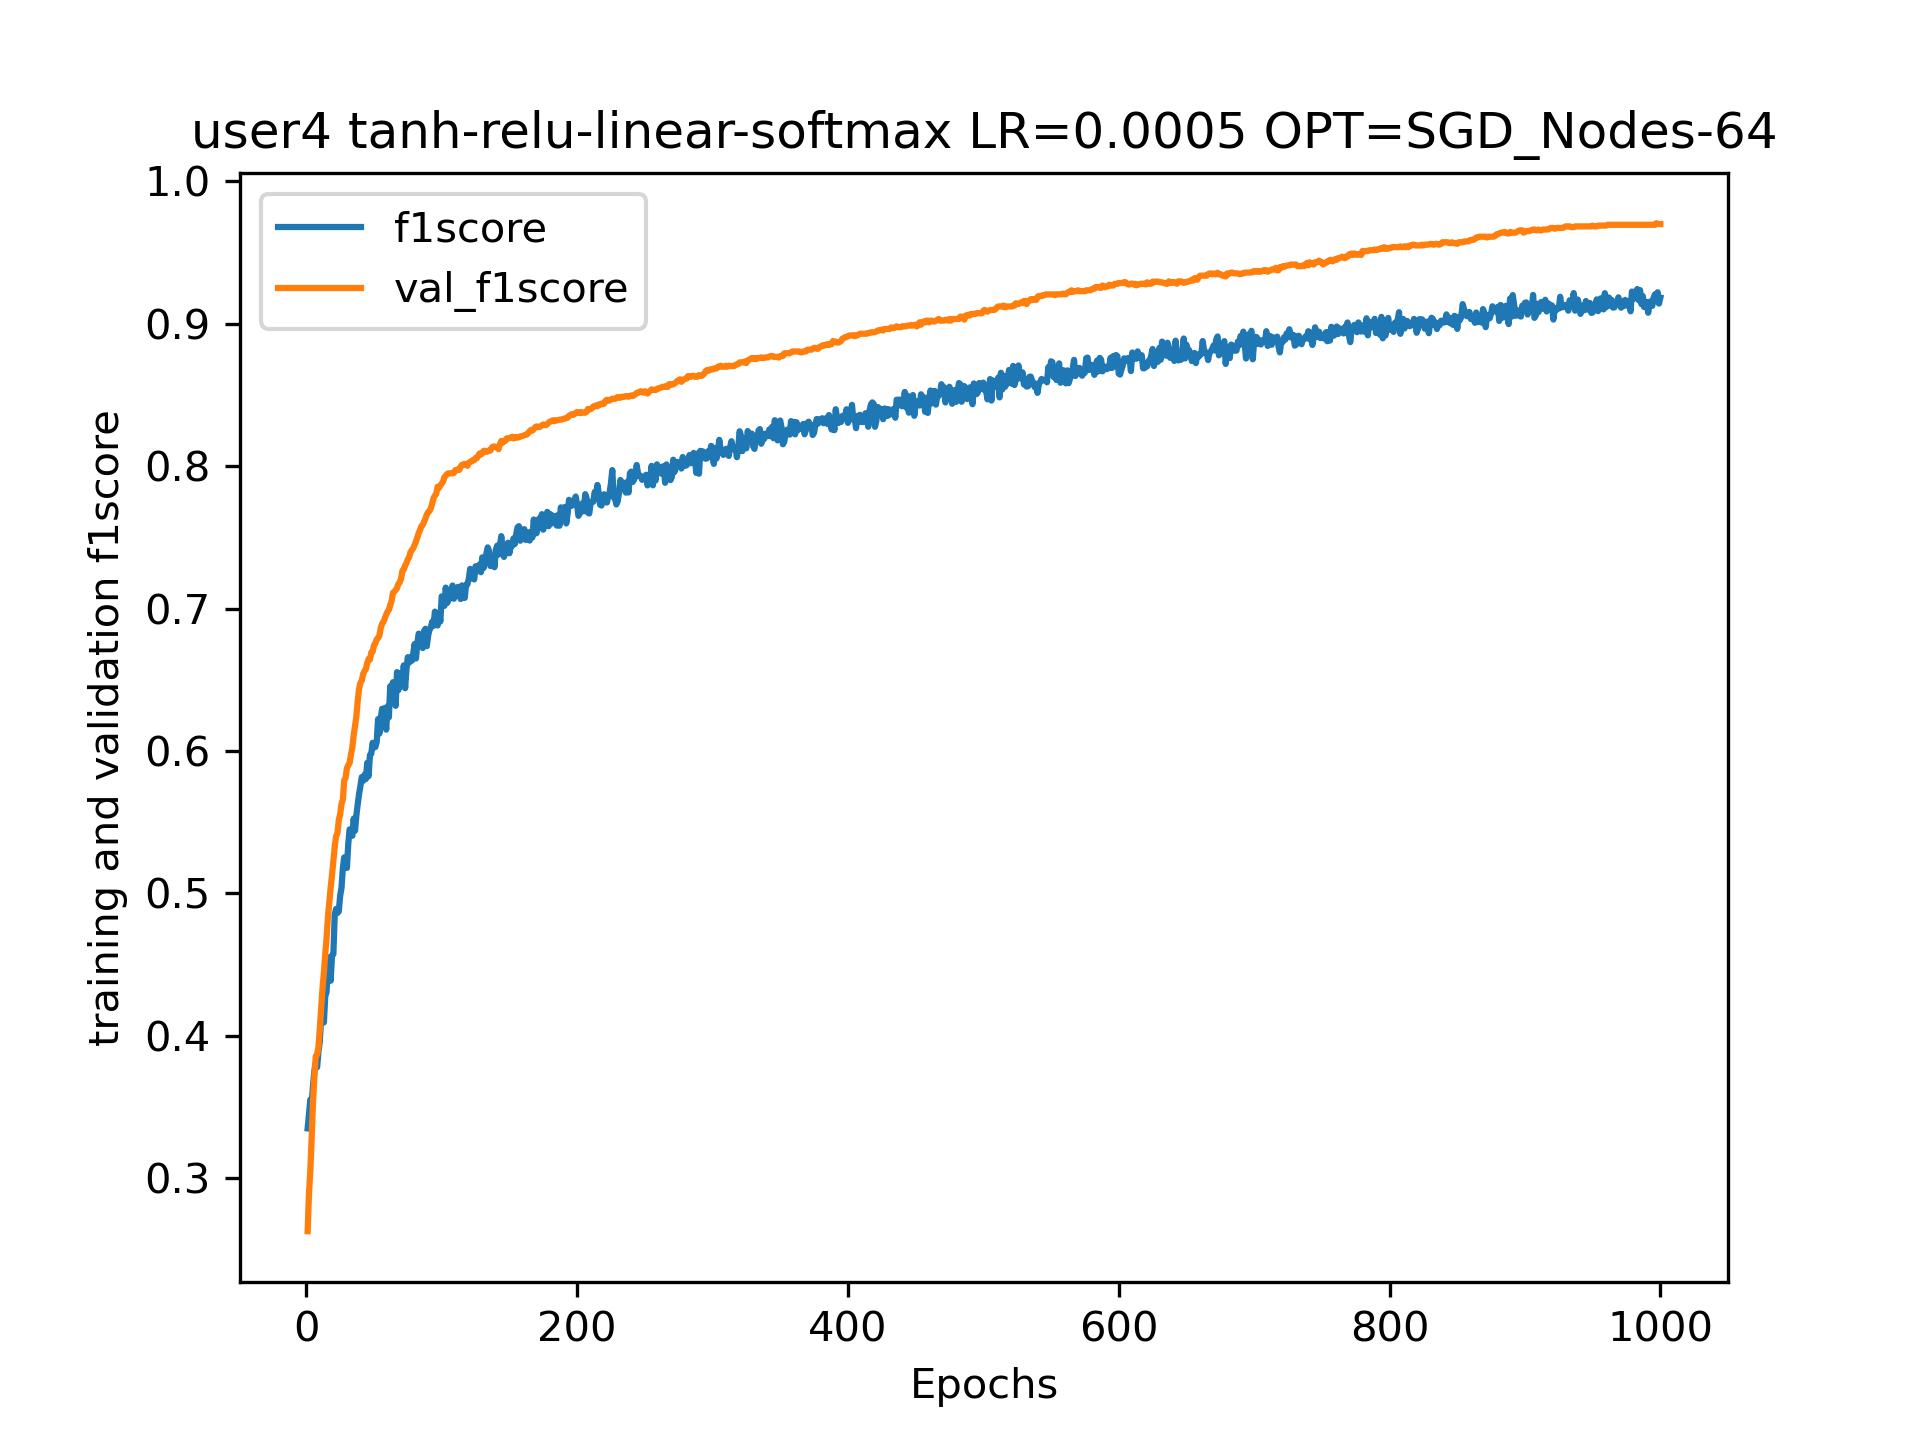 user4 tanh-relu-linear-softmax LR=0.0005 OPT=SGD_Nodes-64
f1score
val_f1score
training and validation f1score
1.0
0.9
0.8
0.7
0.6
0.5
0.4
0.3
0
200
400
600
800
1000
Epochs